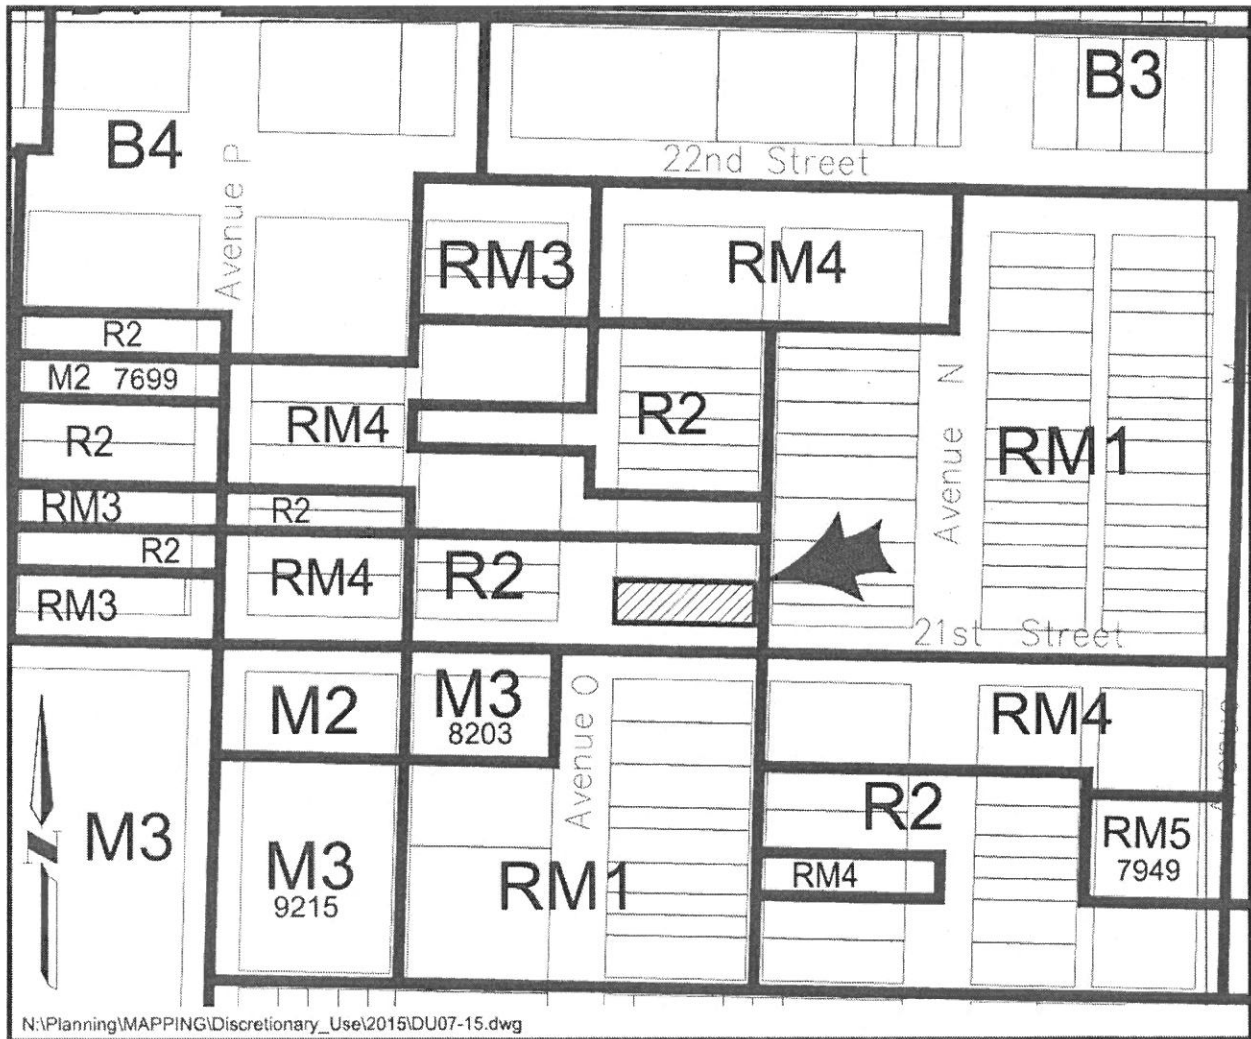 B3
B4
22nd Street
Avenue P
RM3
RM4
R2
M2 7699
RM4
R2
Avenue N
R2
RM1
RM3
R2
R2
RM4
R2
RM3
21st Street
M2
M3
8203
Avenue O
RM4
Avenue
M3
N
R2
RM5
7949
M3
9215
RM1
RM4
N:\Planning\MAPPING\Discretionary_Use\2015\DU07-15.dwg